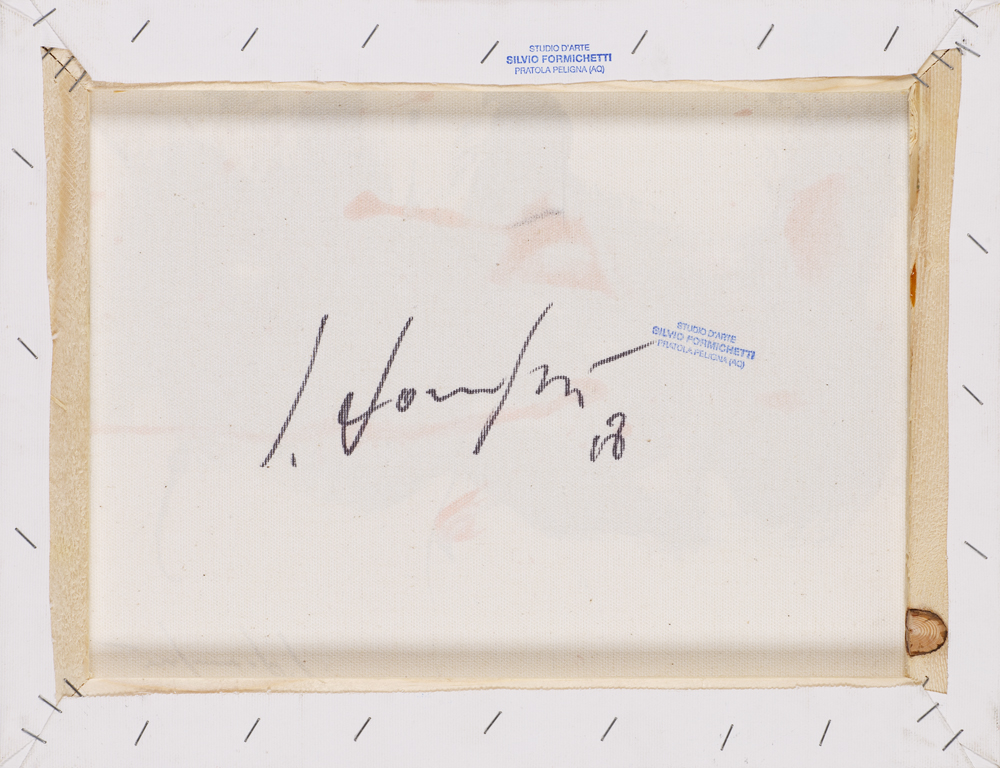 STUDIO D'ARTE
SILVIO FORMICHETTI
PRATOLA PELIGNA (AQ)
STUDIO D'ARTE
SILVIO FORMICHETTI
PRATOLA PELIGNA (AQ)
08